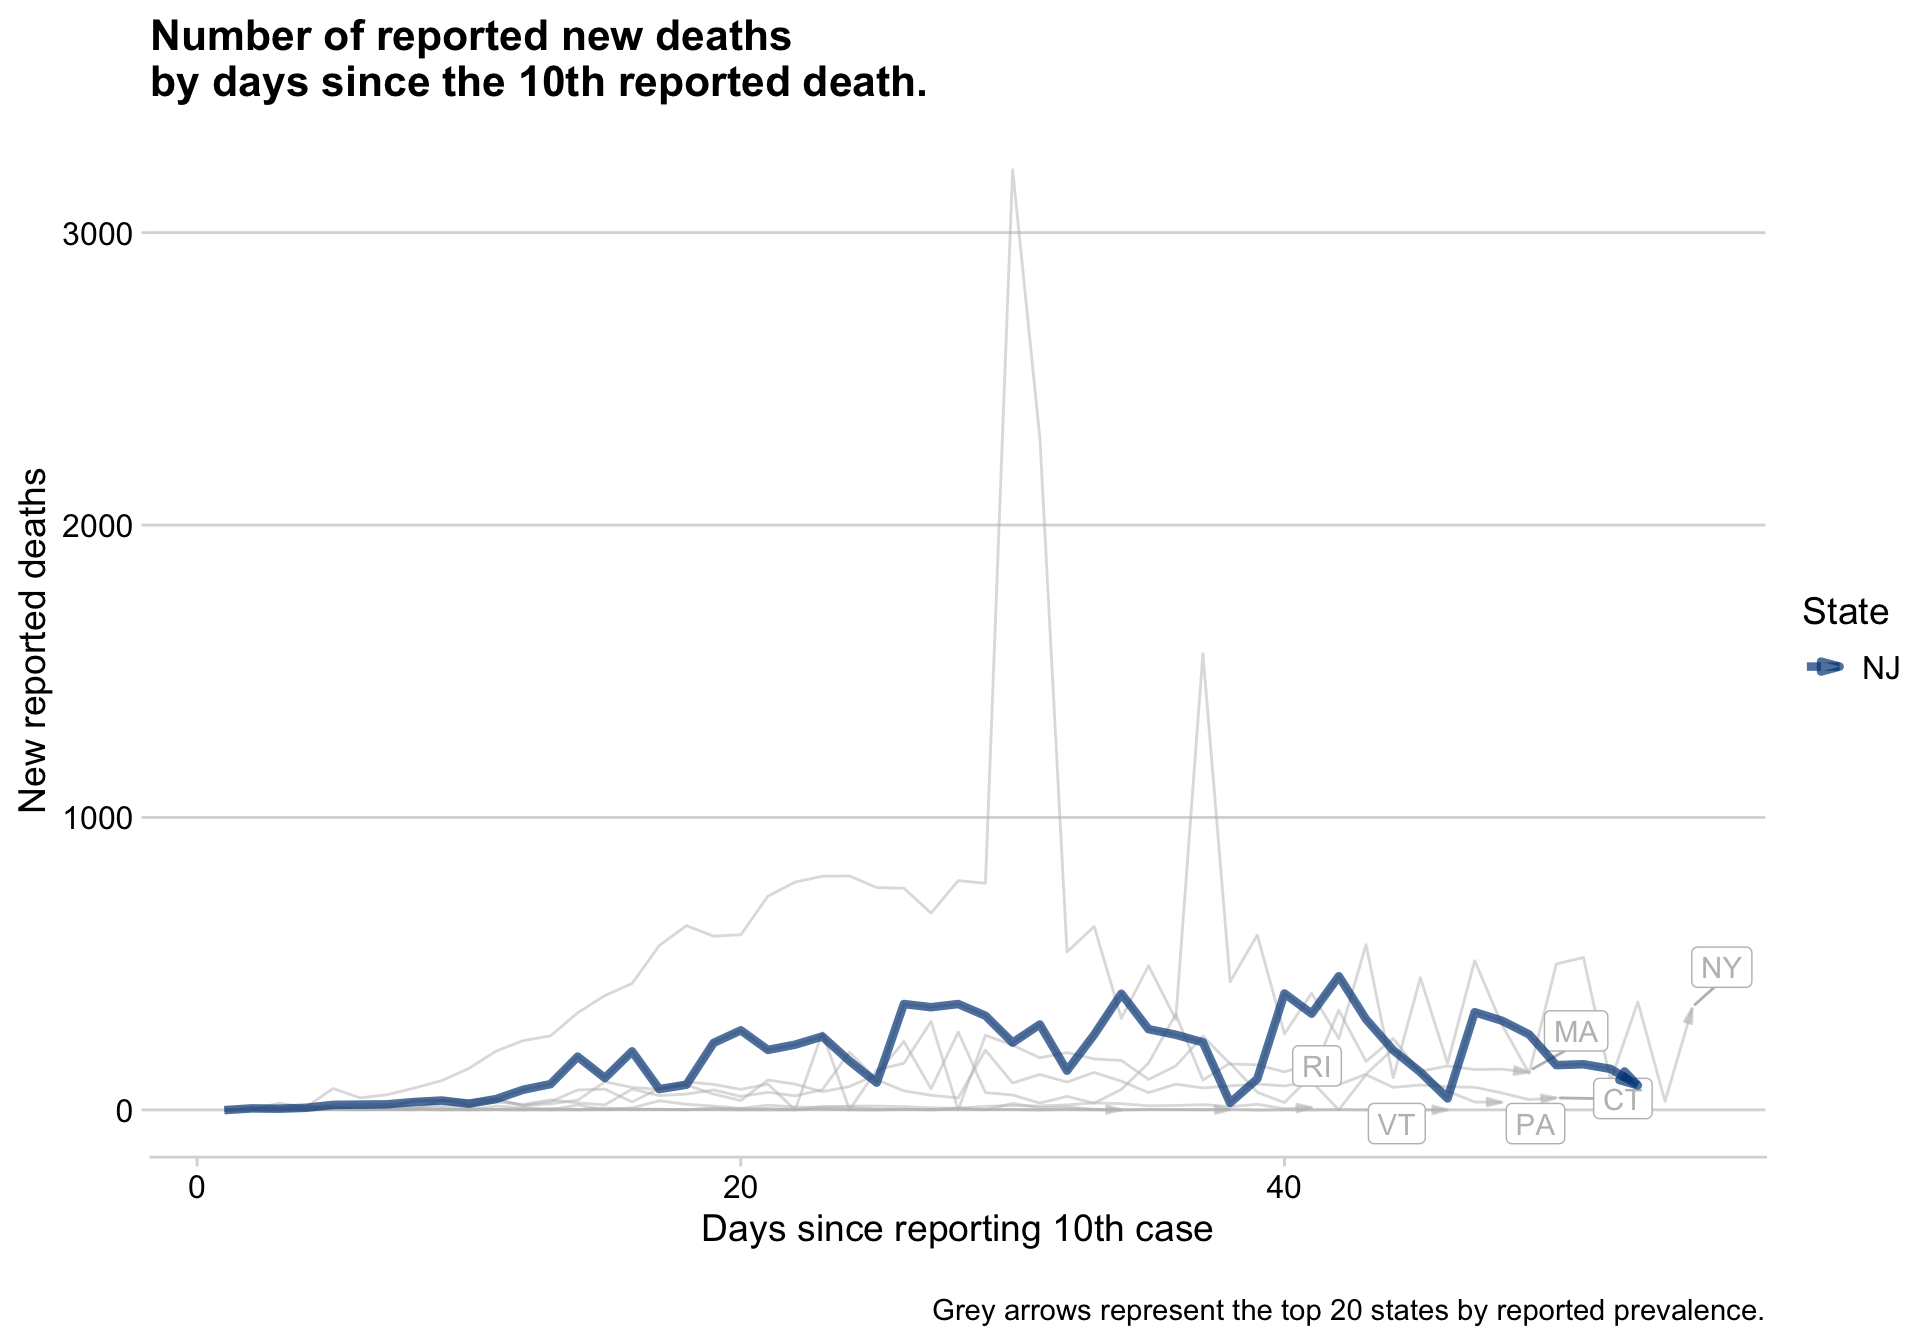 Number of reported new deaths
by days since the 10th reported death.
New reported deaths
3000
2000
1000
0
NY
MA
RI
CT
VT
PA
0
20
40
Days since reporting 10th case
State
NJ
Grey arrows represent the top 20 states by reported prevalence.